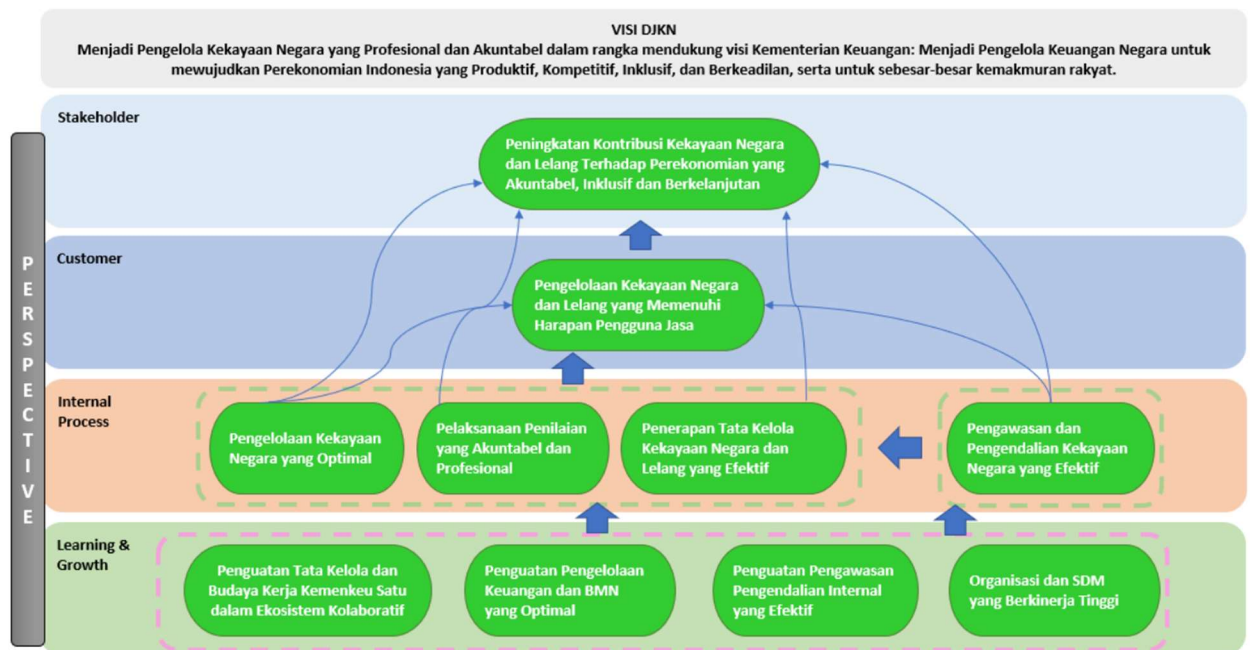 VISI DJKN
Menjadi Pengelola Kekayaan Negara yang Profesional dan Akuntabel dalam rangka mendukung visi Kementerian Keuangan: Menjadi Pengelola Keuangan Negara untuk
mewujudkan Perekonomian Indonesia yang Produktif, Kompetitif, Inklusif, dan Berkeadilan, serta untuk sebesar-besar kemakmuran rakyat.
PERSPECTIVE
Stakeholder
Peningkatan Kontribusi Kekayaan Negara
dan Lelang Terhadap Perekonomian yang
Akuntabel, Inklusif dan Berkelanjutan
Customer
Pengelolaan Kekayaan Negara
dan Lelang yang Memenuhi
Harapan Pengguna Jasa
Internal
Process
Pengelolaan Kekayaan
Negara yang Optimal
Pelaksanaan Penilaian
yang Akuntabel dan
Profesional
Penerapan Tata Kelola
Kekayaan Negara dan
Lelang yang Efektif
Pengawasan dan
Pengendalian Kekayaan
Negara yang Efektif
Learning &
Growth
Penguatan Tata Kelola dan
Budaya Kerja Kemenkeu Satu
dalam Ekosistem Kolaboratif
Penguatan Pengelolaan
Keuangan dan BMN
yang Optimal
Penguatan Pengawasan
Pengendalian Internal
yang Efektif
Organisasi dan SDM
yang Berkinerja Tinggi